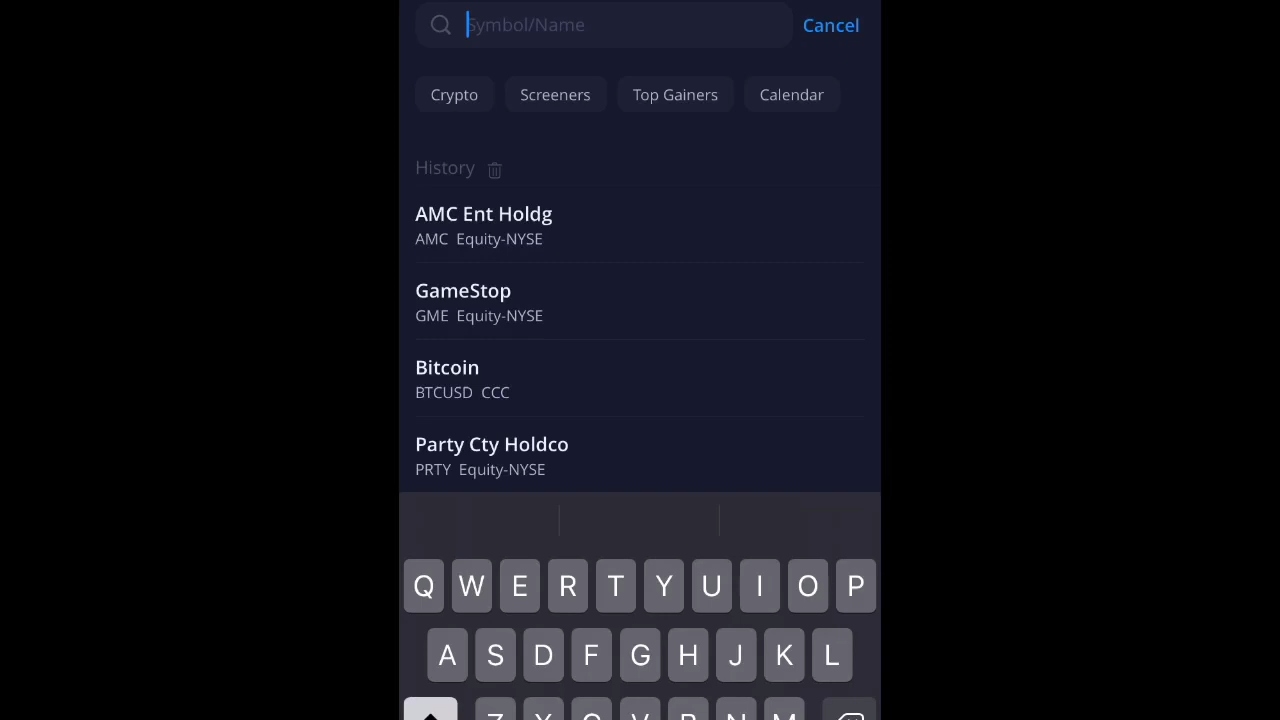 Symbol/Name Cancel
Crypto Screeners Top Gainers Calendar
History
AMC Ent Holdg
AMC Equity-NYSE
GameStop
GME Equity-NYSE
Bitcoin
BTCUSD CCC
Party Cty Holdco
PRTY Equity-NYSE
Q W E R T Y U I O P
A S D F G H J K L
Z X C V B N M